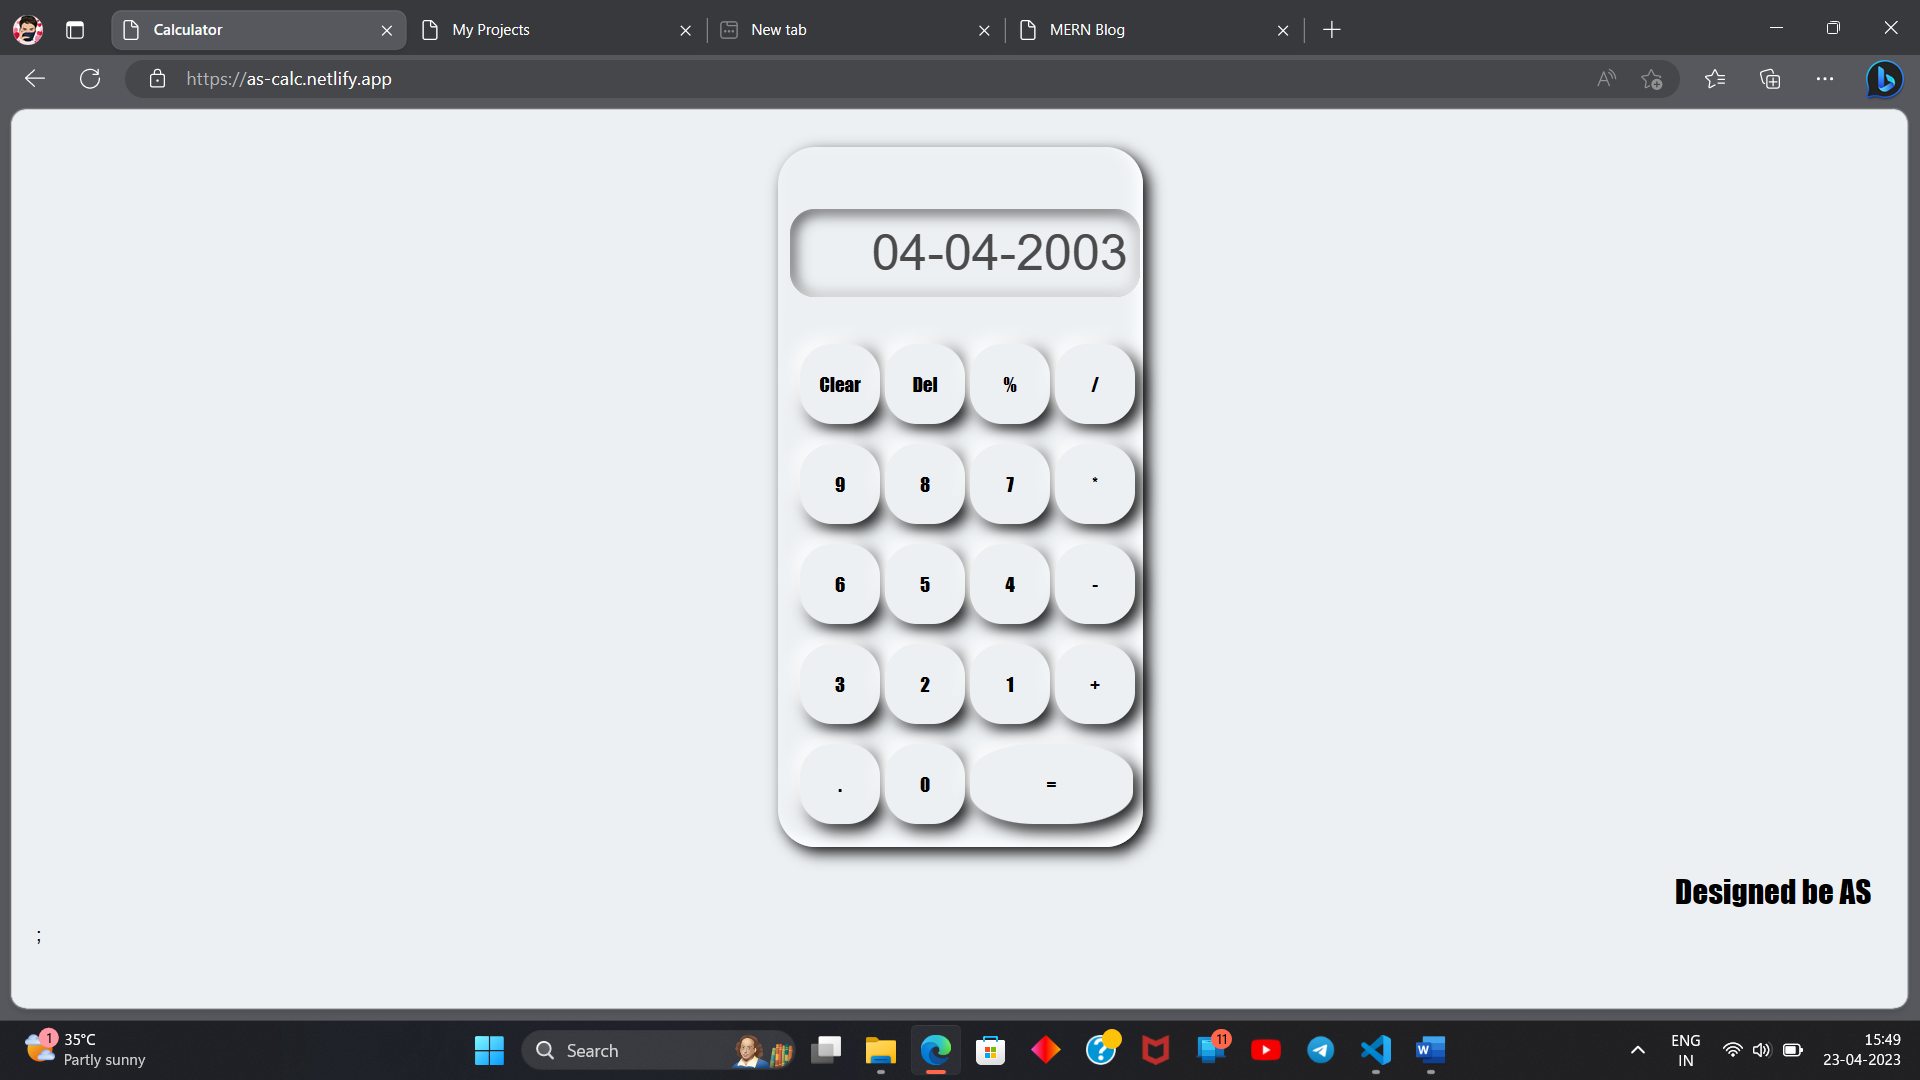 Calculator
My Projects
New tab
MERN Blog
https://as-calc.netlify.app
04-04-2003
Clear Del % /
9 8 7 *
6 5 4 -
3 2 1 +
. 0 =
Designed be AS
;
1
35°C
Partly sunny
Search
11
ENG
IN
15:49
23-04-2023